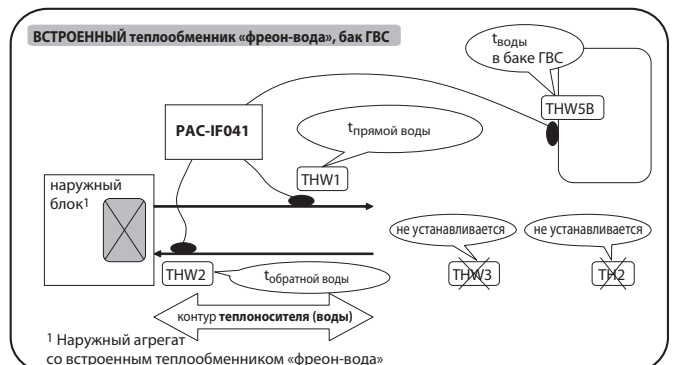 ВСТРОЕННЫЙ теплообменник «фреон-вода», бак ГВС
tводы
в баке ГВС
THW5B
PAC-IF041
tпрямой воды
THW1
наружный
блок1
не устанавливается
не устанавливается
THW3
TH2
THW2
tобратной воды
контур теплоносителя (воды)
1 Наружный агрегат
со встроенным теплообменником «фреон-вода»